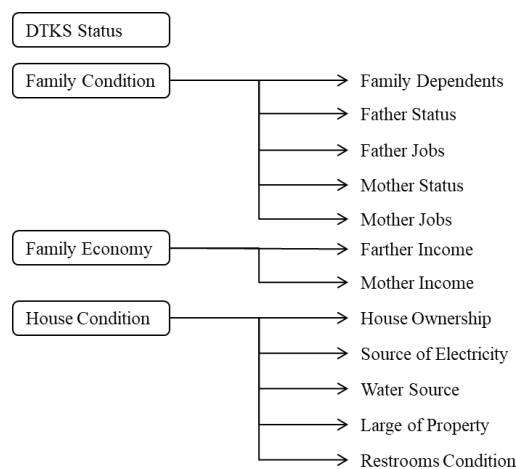 DTKS Status
Family Condition
Family Dependents
Father Status
Father Jobs
Mother Status
Mother Jobs
Family Economy
Farther Income
Mother Income
House Condition
House Ownership
Source of Electricity
Water Source
Large of Property
Restrooms Condition